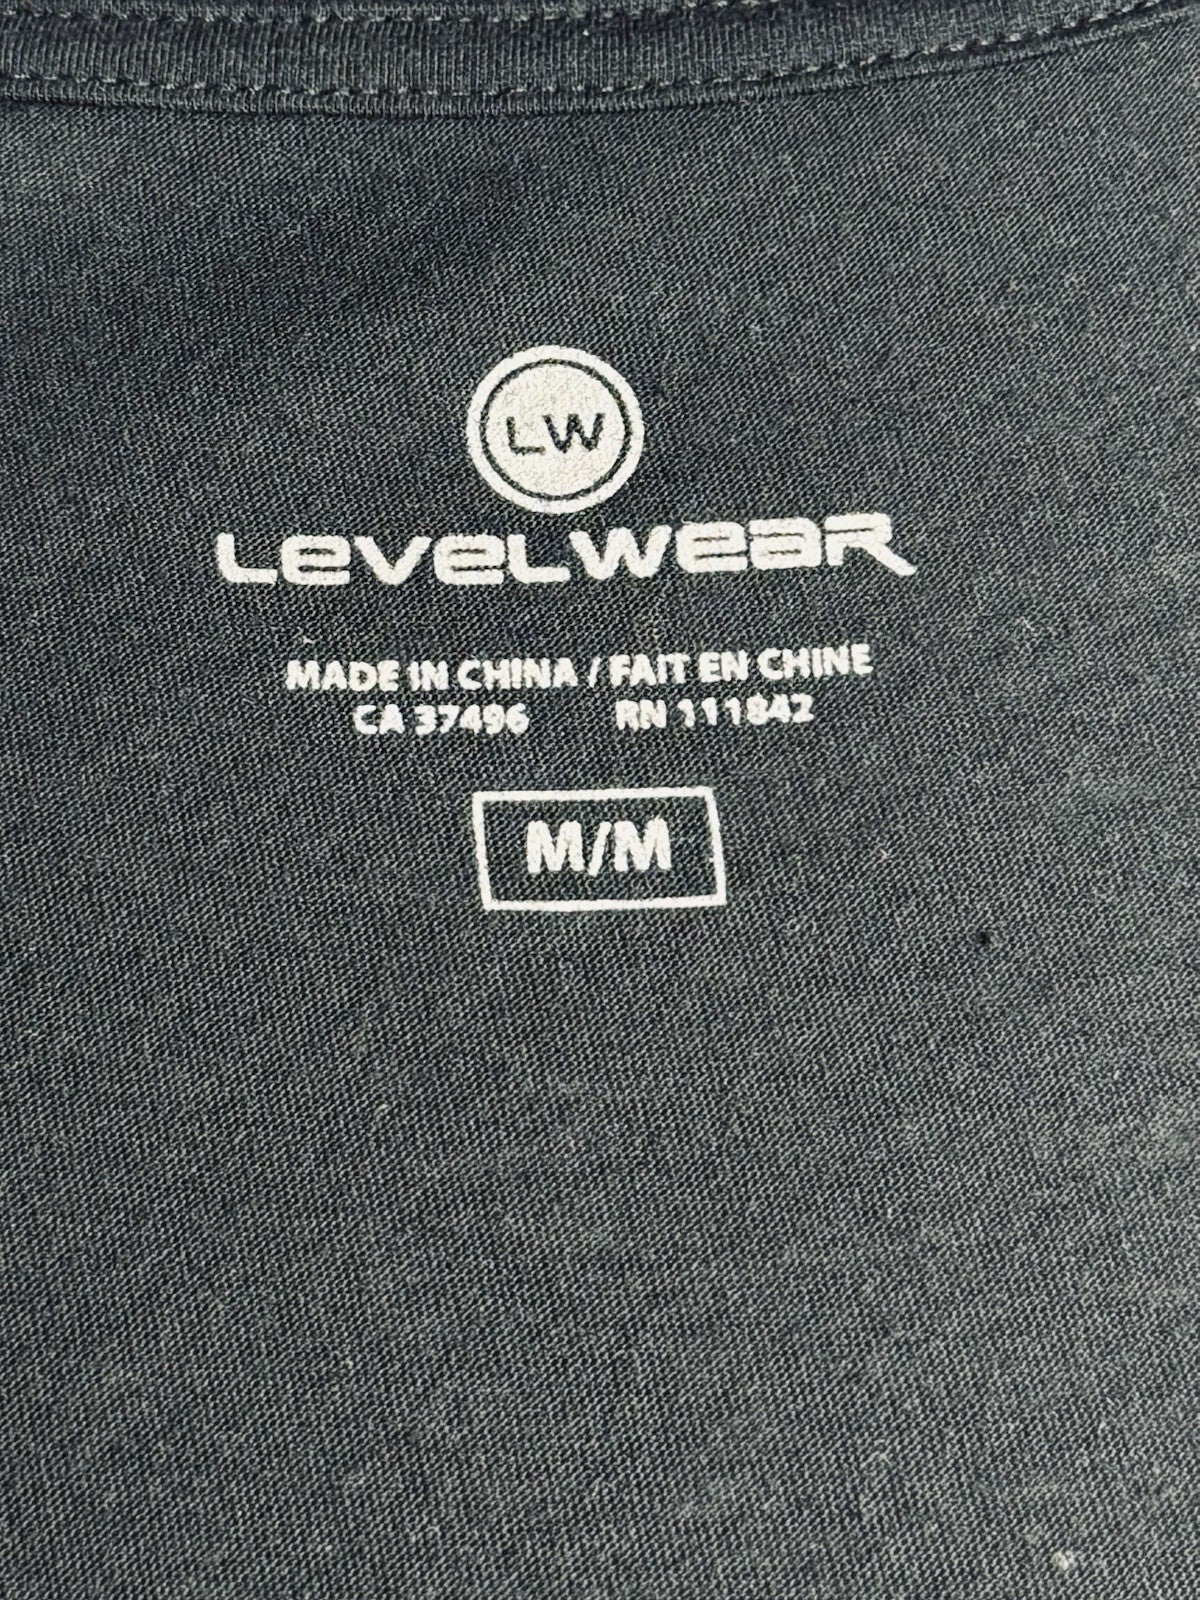 LW
LEVELWEAR
MADE IN CHINA / FAIT EN CHINE
CA 37496 RN 111842
M/M